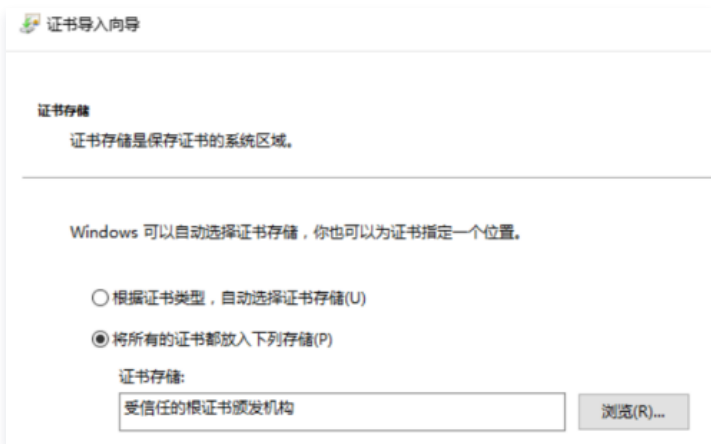 证书导入向导
证书存储
证书存储是保存证书的系统区域。
Windows 可以自动选择证书存储，你也可以为证书指定一个位置。
根据证书类型，自动选择证书存储(U)
将所有的证书都放入下列存储(P)
证书存储:
受信任的根证书颁发机构
浏览(R)...